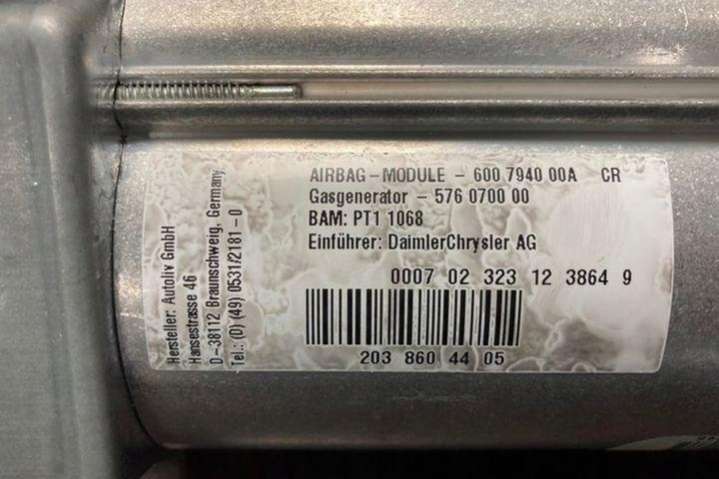 AIRBAG-MODULE - 600 7940 00A CR
Gasgenerator - 576 0700 00
BAM: PT1 1068
Einführer: DaimlerChrysler AG
0007 02 323 12 3864 9
203 860 44 05
Hersteller: Autoliv GmbH
Hansestrasse 46
D-38112 Braunschweig, Germany
Tel.: (0) (49) 0531/2181-0